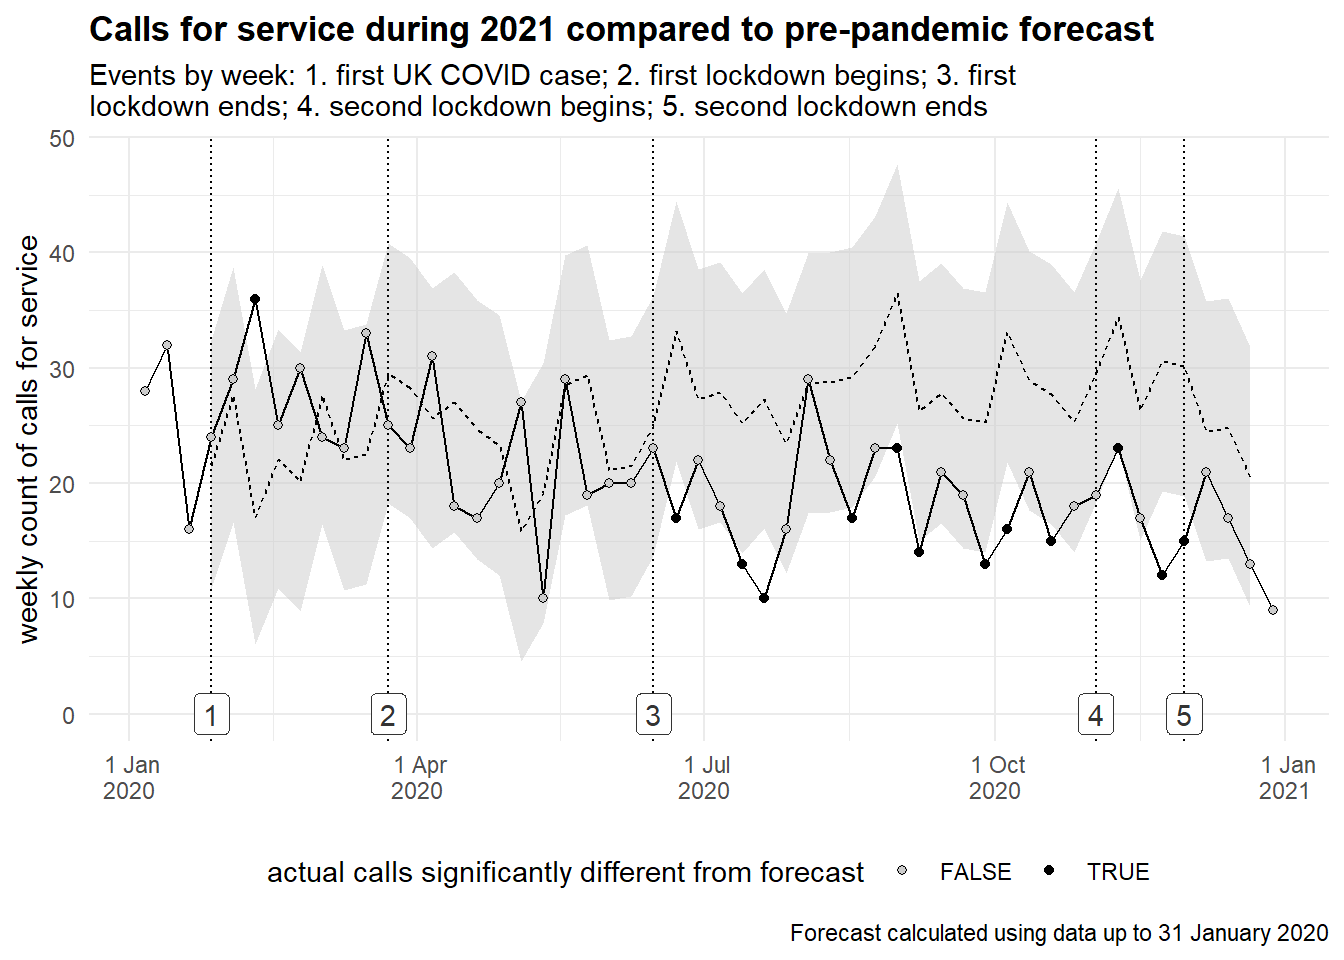 Calls for service during 2021 compared to pre-pandemic forecast
Events by week: 1. first UK COVID case; 2. first lockdown begins; 3. first
lockdown ends; 4. second lockdown begins; 5. second lockdown ends
weekly count of calls for service
50
40
30
20
10
0
1
2
3
4
5
1 Jan
2020
1 Apr
2020
1 Jul
2020
1 Oct
2020
1 Jan
2021
actual calls significantly different from forecast FALSE TRUE
Forecast calculated using data up to 31 January 2020